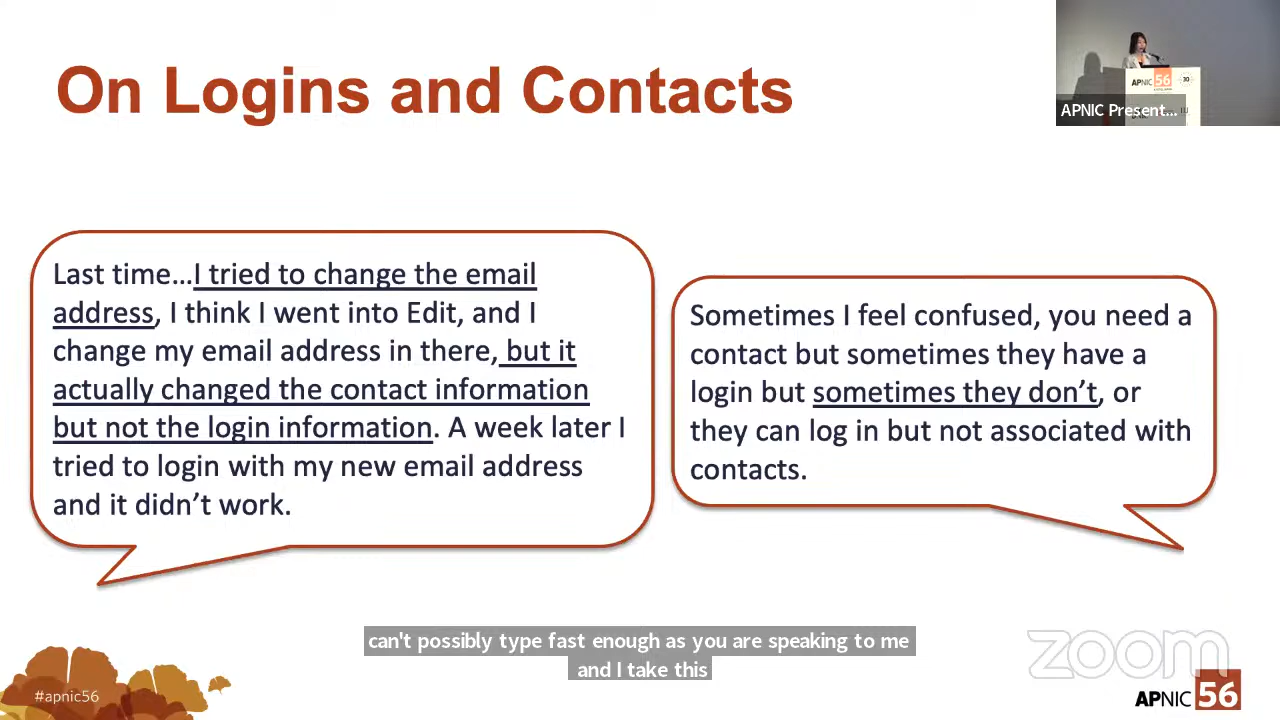 On Logins and Contacts
APNIC 56
APNIC Present...
Last time...I tried to change the email
address, I think I went into Edit, and I
change my email address in there, but it
actually changed the contact information
but not the login information. A week later I
tried to login with my new email address
and it didn't work.
Sometimes I feel confused, you need a
contact but sometimes they have a
login but sometimes they don't, or
they can log in but not associated with
contacts.
can't possibly type fast enough as you are speaking to me
and I take this
zoom
#apnic56
APNIC 56